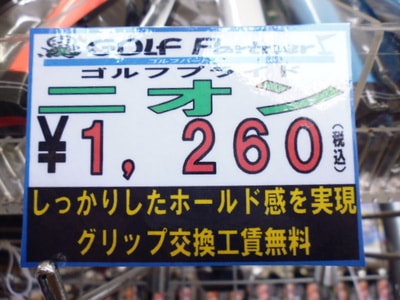 GOLF Partner
ゴルフプライド
ニオン
¥1,260(税込)
しっかりしたホールド感を実現
グリップ交換工賃無料